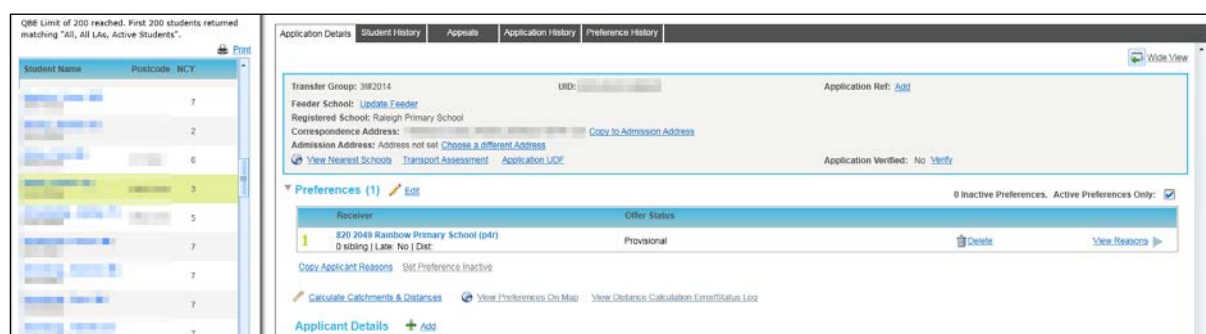 QBE Limit of 200 reached. First 200 students returned
matching "All, All LAs, Active Students".
Print
Student Name Postcode NCY
7
2
6
3
5
7
7
7
7
Application Details Student History Appeals Application History Preference History
Wide View
Transfer Group: 3W2014 UID: Application Ref: Add
Feeder School: Update Feeder
Registered School: Raleigh Primary School
Correspondence Address: Copy to Admission Address
Admission Address: Address not set Choose a different Address
View Nearest Schools Transport Assessment Application UDF Application Verified: No Verify
Preferences (1) Edit 0 Inactive Preferences. Active Preferences Only:
Receiver Offer Status
1 820 2049 Rainbow Primary School (p4r) Provisional Delete View Reasons
0 sibling | Late: No | Dist:
Copy Applicant Reasons Set Preference Inactive
Calculate Catchments & Distances View Preferences On Map View Distance Calculation Error/Status Log
Applicant Details Add